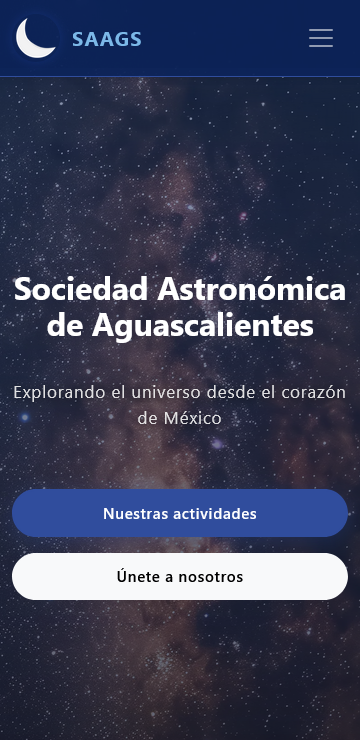 SAAGS
Sociedad Astronómica
de Aguascalientes
Explorando el universo desde el corazón
de México
Nuestras actividades
Únete a nosotros